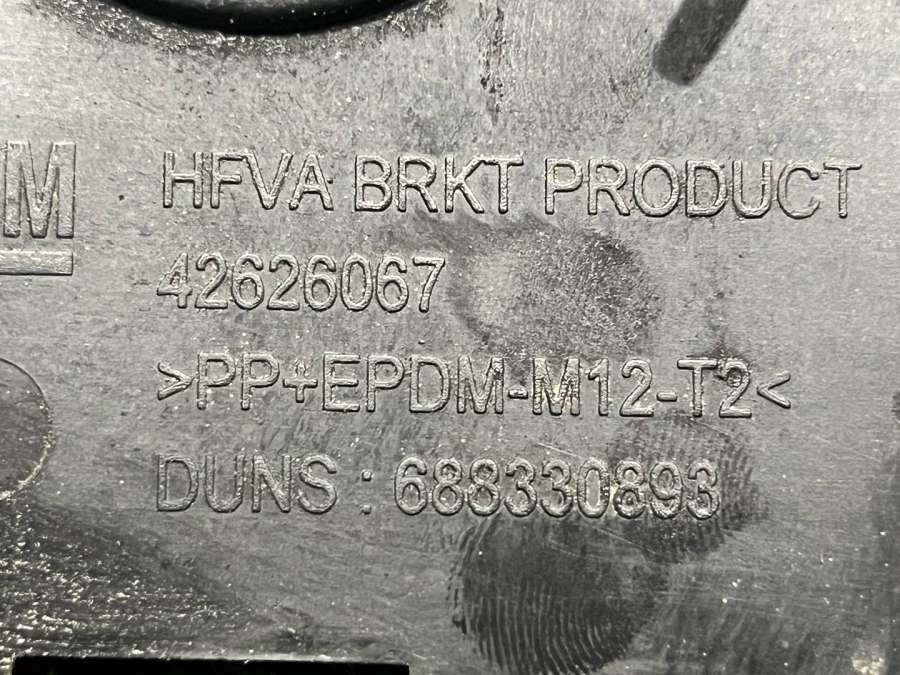 M
HFVA BRKT PRODUCT
42626067
>PP+EPDM-M12-T2<
DUNS : 688330893